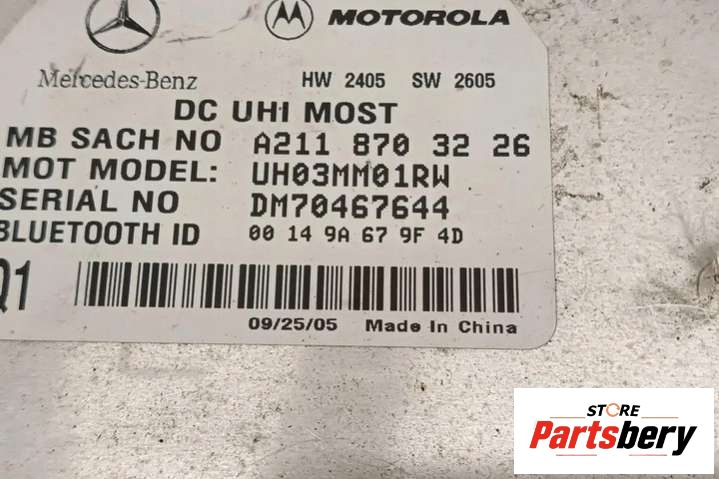 MOTOROLA
Mercedes-Benz HW 2405 SW 2605
DC UHI MOST
MB SACH NO A211 870 32 26
MOT MODEL: UH03MM01RW
SERIAL NO DM70467644
BLUETOOTH ID 00 14 9A 67 9F 4D
Q1
09/25/05 Made In China
STORE
Partsbery